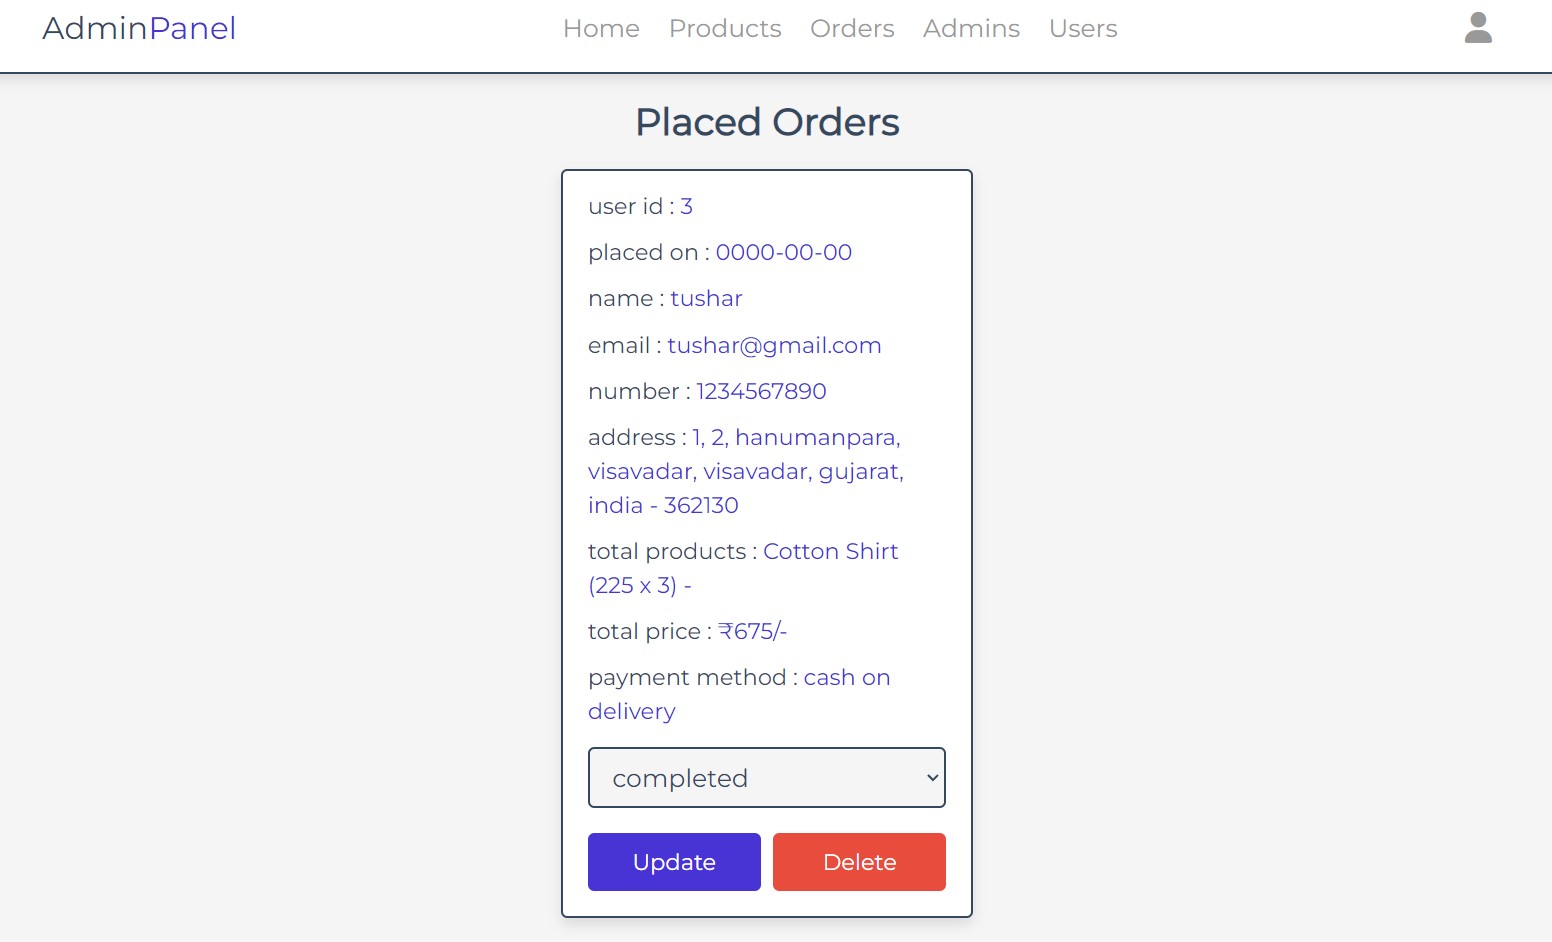 AdminPanel Home Products Orders Admins Users
Placed Orders
user id : 3
placed on : 0000-00-00
name : tushar
email : tushar@gmail.com
number : 1234567890
address : 1, 2, hanumanpara,
visavadar, visavadar, gujarat,
india - 362130
total products : Cotton Shirt
(225 x 3) -
total price : ₹675/-
payment method : cash on
delivery
completed
Update Delete